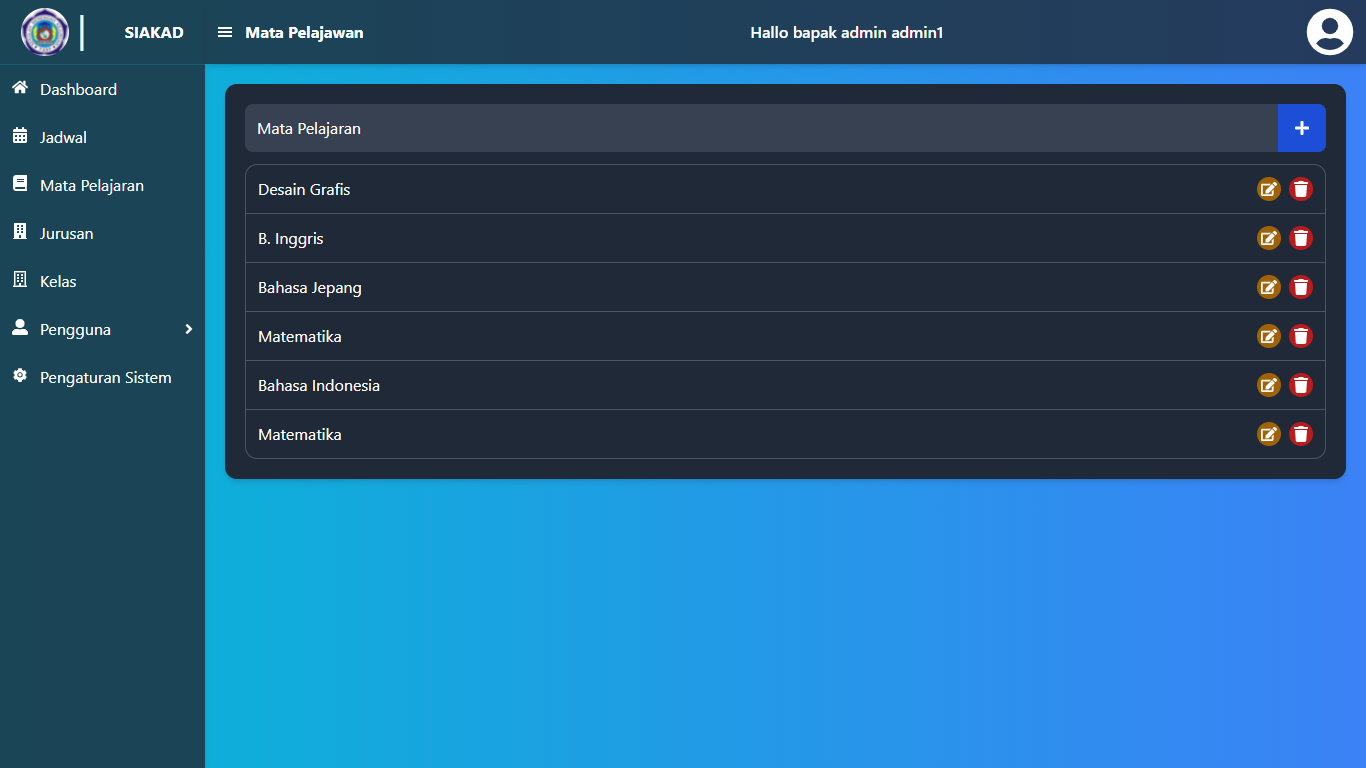 SIAKAD
Mata Pelajawan
Hallo bapak admin admin1
Dashboard
Jadwal
Mata Pelajaran
Jurusan
Kelas
Pengguna
Pengaturan Sistem
Mata Pelajaran
Desain Grafis
B. Inggris
Bahasa Jepang
Matematika
Bahasa Indonesia
Matematika